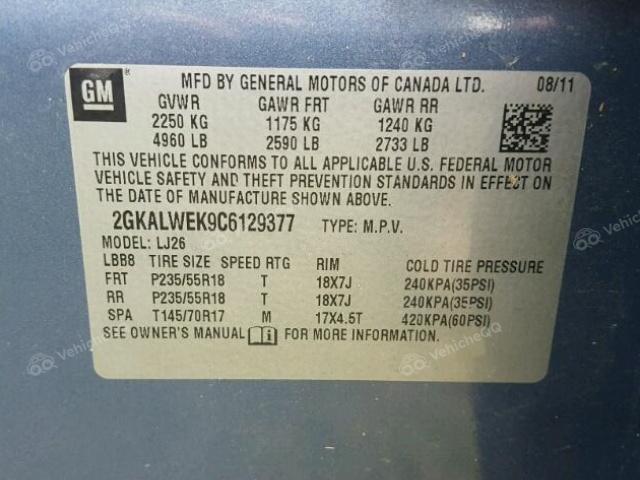 GM
MFD BY GENERAL MOTORS OF CANADA LTD. 08/11
GVWR GAWR FRT GAWR RR
2250 KG 1175 KG 1240 KG
4960 LB 2590 LB 2733 LB
THIS VEHICLE CONFORMS TO ALL APPLICABLE U.S. FEDERAL MOTOR
VEHICLE SAFETY AND THEFT PREVENTION STANDARDS IN EFFECT ON
THE DATE OF MANUFACTURE SHOWN ABOVE.
2GKALWEK9C6129377 TYPE: M.P.V.
MODEL: LJ26
LBB8 TIRE SIZE SPEED RTG RIM COLD TIRE PRESSURE
FRT P235/55R18 T 18X7J 240KPA(35PSI)
RR P235/55R18 T 18X7J 240KPA(35PSI)
SPA T145/70R17 M 17X4.5T 420KPA(60PSI)
SEE OWNER'S MANUAL i FOR MORE INFORMATION.
VehicleQQ